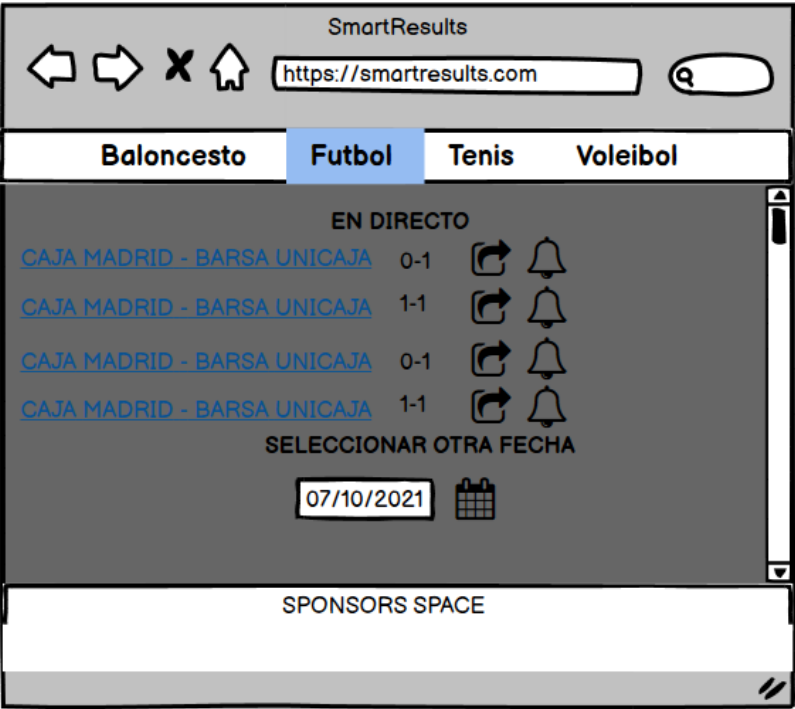 SmartResults
https://smartresults.com
Baloncesto Futbol Tenis Voleibol
EN DIRECTO
CAJA MADRID - BARSA UNICAJA 0-1
CAJA MADRID - BARSA UNICAJA 1-1
CAJA MADRID - BARSA UNICAJA 0-1
CAJA MADRID - BARSA UNICAJA 1-1
SELECCIONAR OTRA FECHA
07/10/2021
SPONSORS SPACE